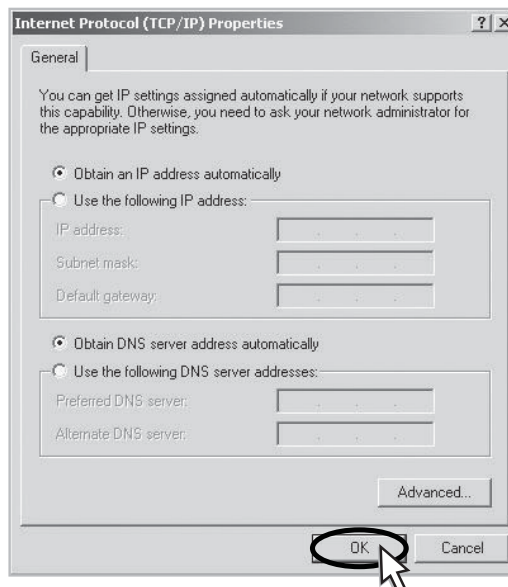 Internet Protocol (TCP/IP) Properties ? ×
General
You can get IP settings assigned automatically if your network supports
this capability. Otherwise, you need to ask your network administrator for
the appropriate IP settings.
Obtain an IP address automatically
Use the following IP address:
IP address:
Subnet mask:
Default gateway:
Obtain DNS server address automatically
Use the following DNS server addresses:
Preferred DNS server:
Alternate DNS server:
Advanced...
OK Cancel